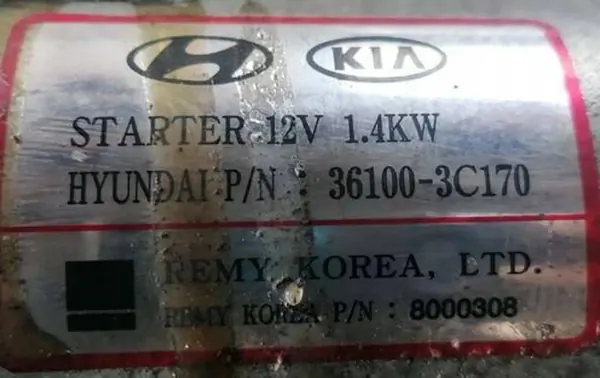 KIA
STARTER 12V 1.4KW
HYUNDAI P/N : 36100-3C170
REMY KOREA, LTD.
REMY KOREA P/N : 8000308